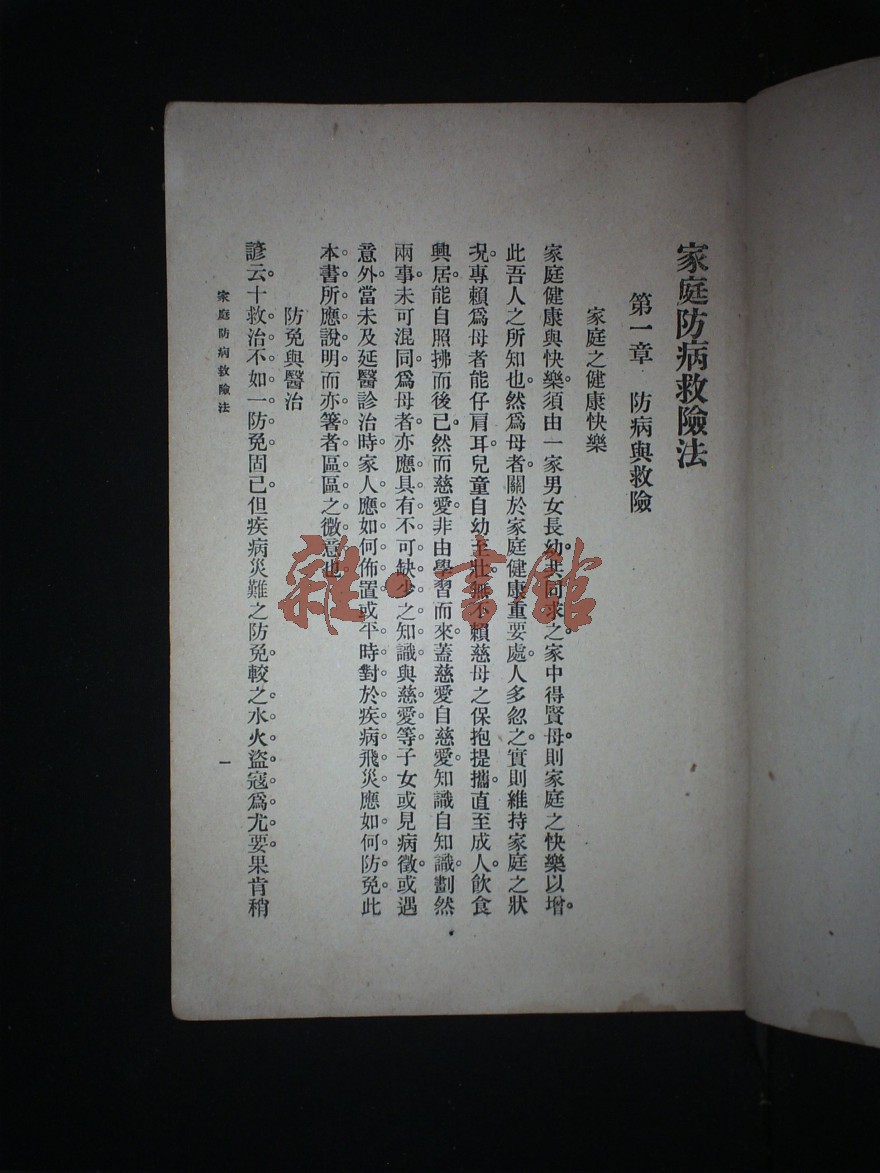 家庭防病救險法
第一章　防病與救險
家庭之健康快樂
家庭健康與快樂。須由一家男女長幼。共同求之。家中得賢母。則家庭之快樂以增。
此吾人之所知也。然爲母者。關於家庭健康重要處。人多忽之。實則維持家庭之狀
況。專賴爲母者能仔肩耳。兒童自幼至壯。無不賴慈母之保抱提攜。直至成人。飲食
興居。能自照拂而後已。然而慈愛非由學習而來。蓋慈愛自慈愛。知識自知識。劃然
兩事。未可混同。爲母者亦應具有不可缺少之知識。與慈愛等。子女或見病徵。或遇
意外。當未及延醫診治時。家人應如何佈置。或平時對於疾病飛災。應如何防免。此
本書所應說明。而亦箸者區區之微意也。
防免與醫治
諺云。十救治不如一防免。固已。但疾病災難之防免。較之水火盜寇爲尤要。果肯稍
家庭防病救險法
一
雜·書館